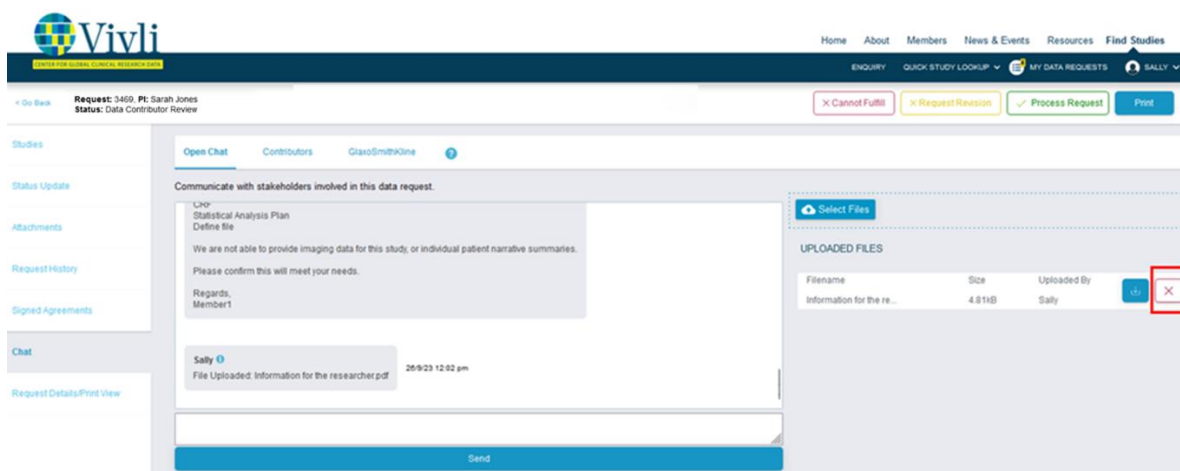 Vivli
CENTER FOR GLOBAL CLINICAL RESEARCH DATA
Home About Members News & Events Resources Find Studies
ENQUIRY QUICK STUDY LOOKUP MY DATA REQUESTS SALLY
< Go Back
Request: 3469, PI: Sarah Jones
Status: Data Contributor Review
Cannot Fulfill Request Revision Process Request Print
Studies
Status Update
Attachments
Request History
Signed Agreements
Chat
Request Details/Print View
Open Chat Contributors GlaxoSmithKline ?
Communicate with stakeholders involved in this data request.
CRF
Statistical Analysis Plan
Define file
We are not able to provide imaging data for this study, or individual patient narrative summaries.
Please confirm this will meet your needs.
Regards,
Member1
Sally
File Uploaded: Information for the researcher.pdf
26/9/23 12:02 pm
Send
Select Files
UPLOADED FILES
Filename Size Uploaded By
Information for the re... 4.81kB Sally